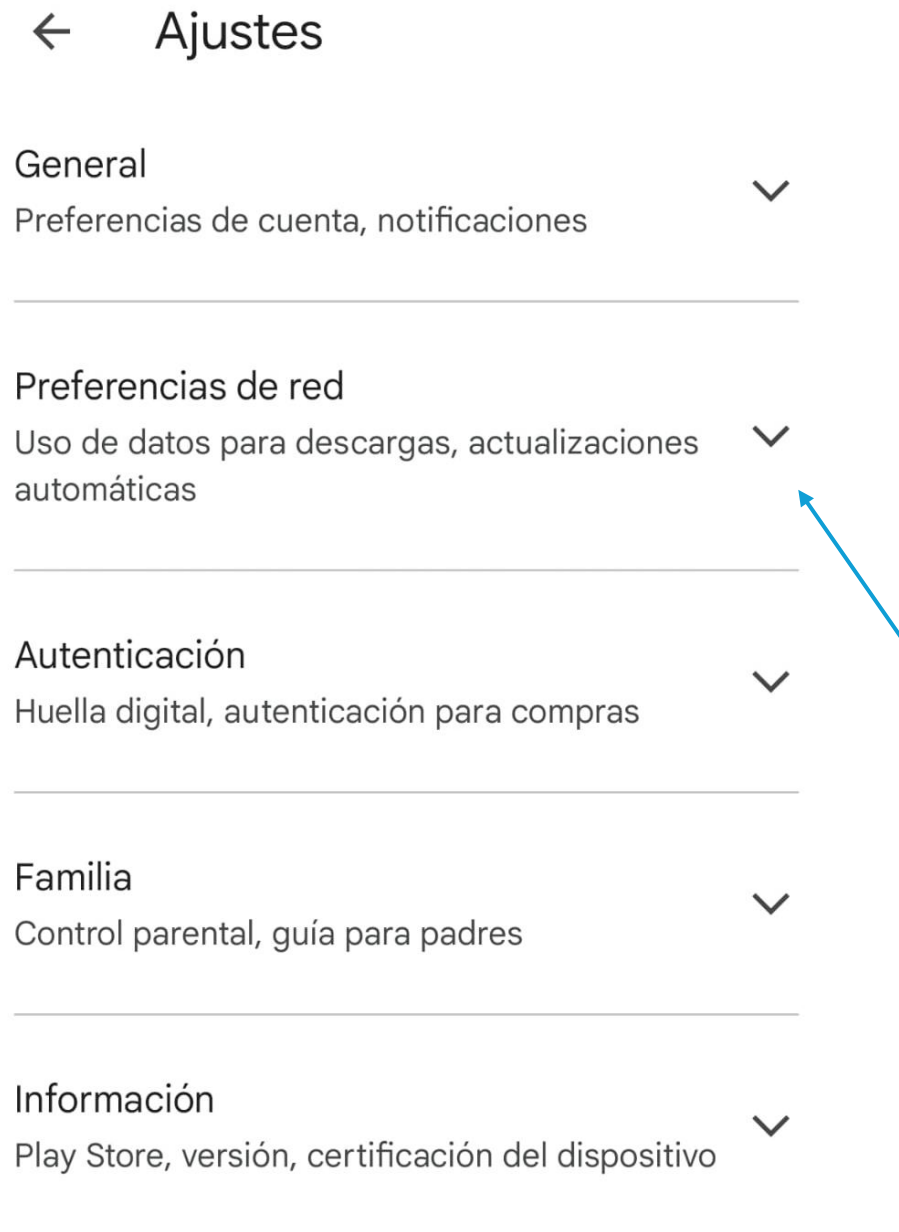 Ajustes
General
Preferencias de cuenta, notificaciones
Preferencias de red
Uso de datos para descargas, actualizaciones
automáticas
Autenticación
Huella digital, autenticación para compras
Familia
Control parental, guía para padres
Información
Play Store, versión, certificación del dispositivo